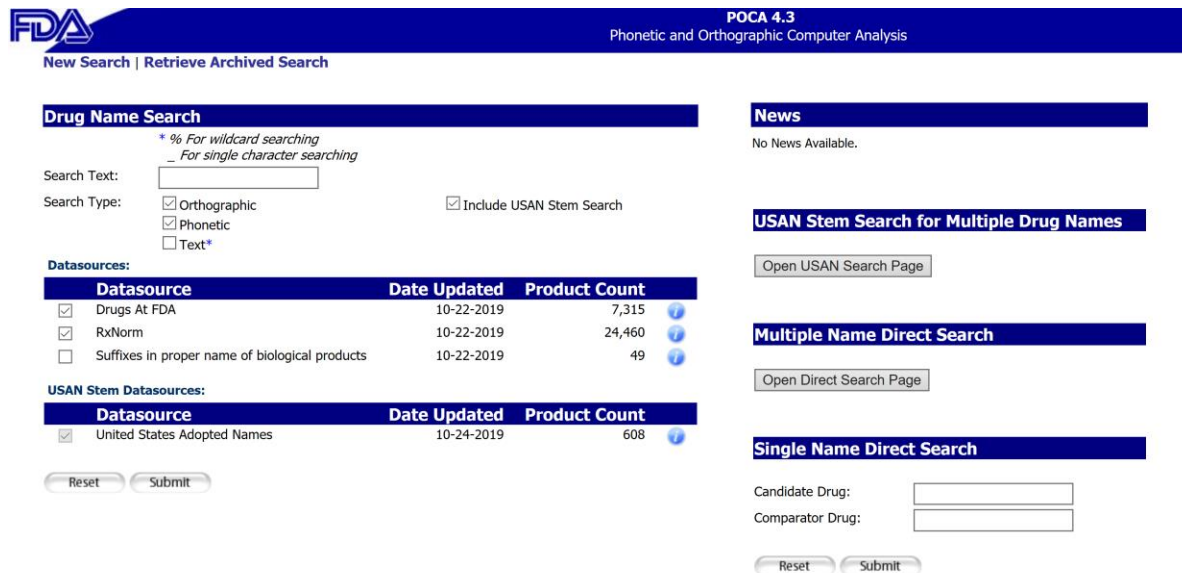 FDA
POCA 4.3
Phonetic and Orthographic Computer Analysis
New Search | Retrieve Archived Search
Drug Name Search
* % For wildcard searching
_ For single character searching
Search Text:
Search Type:
Orthographic
Include USAN Stem Search
Phonetic
Text*
Datasources:
Datasource Date Updated Product Count
Drugs At FDA 10-22-2019 7,315
RxNorm 10-22-2019 24,460
Suffixes in proper name of biological products 10-22-2019 49
USAN Stem Datasources:
Datasource Date Updated Product Count
United States Adopted Names 10-24-2019 608
Reset Submit
News
No News Available.
USAN Stem Search for Multiple Drug Names
Open USAN Search Page
Multiple Name Direct Search
Open Direct Search Page
Single Name Direct Search
Candidate Drug:
Comparator Drug:
Reset Submit